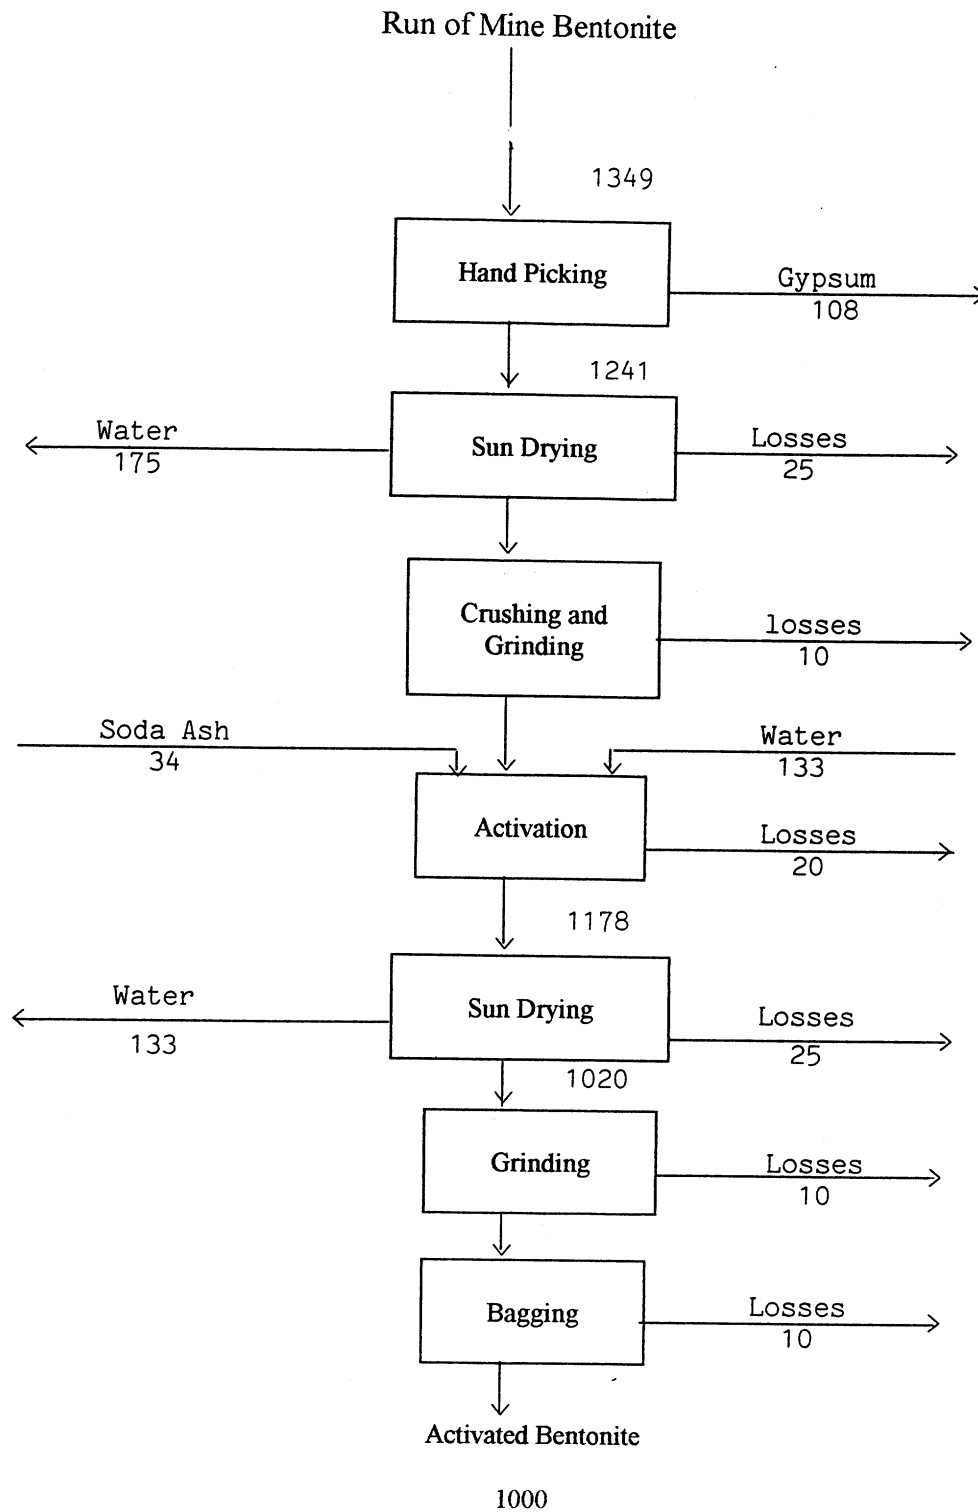 Run of Mine Bentonite
1349
Hand Picking
Gypsum
108
1241
Water
175
Sun Drying
Losses
25
Crushing and
Grinding
losses
10
Soda Ash
34
Water
133
Activation
Losses
20
1178
Water
133
Sun Drying
Losses
25
1020
Grinding
Losses
10
Bagging
Losses
10
Activated Bentonite
1000